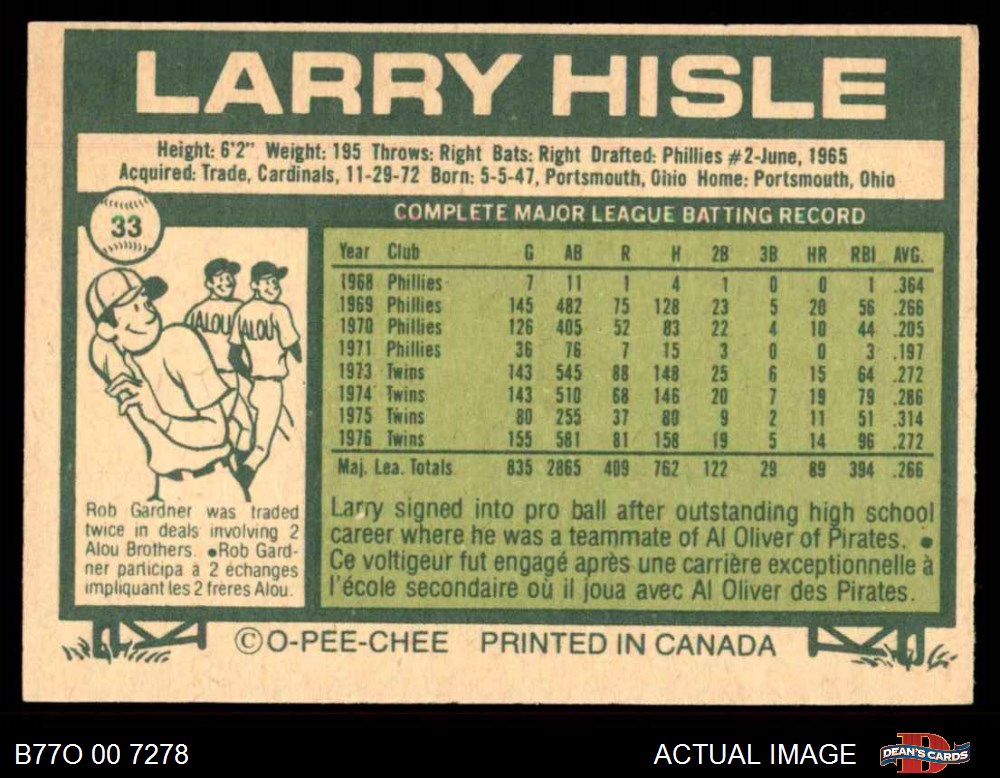 LARRY HISLE
Height: 6'2" Weight: 195 Throws: Right Bats: Right Drafted: Phillies #2-June, 1965
Acquired: Trade, Cardinals, 11-29-72 Born: 5-5-47, Portsmouth, Ohio Home: Portsmouth, Ohio
33
COMPLETE MAJOR LEAGUE BATTING RECORD
Year Club G AB R H 2B 3B HR RBI AVG.
1968 Phillies 7 11 1 4 1 0 0 1 .364
1969 Phillies 145 482 75 128 23 5 20 56 .266
1970 Phillies 126 405 52 83 22 4 10 44 .205
1971 Phillies 36 76 7 15 3 0 0 3 .197
1973 Twins 143 545 88 148 25 6 15 64 .272
1974 Twins 143 510 68 146 20 7 19 79 .286
1975 Twins 80 255 37 80 9 2 11 51 .314
1976 Twins 155 581 81 158 19 5 14 96 .272
Maj. Lea. Totals 835 2865 409 762 122 29 89 394 .266
ALOU ALOU
Rob Gardner was traded
twice in deals involving 2
Alou Brothers. •Rob Gard-
ner participa à 2 échanges
impliquant les 2 frères Alou.
Larry signed into pro ball after outstanding high school
career where he was a teammate of Al Oliver of Pirates. •
Ce voltigeur fut engagé après une carrière exceptionnelle à
l'école secondaire où il joua avec Al Oliver des Pirates.
©O-PEE-CHEE PRINTED IN CANADA
B77O 00 7278
ACTUAL IMAGE
D
DEAN'S CARDS